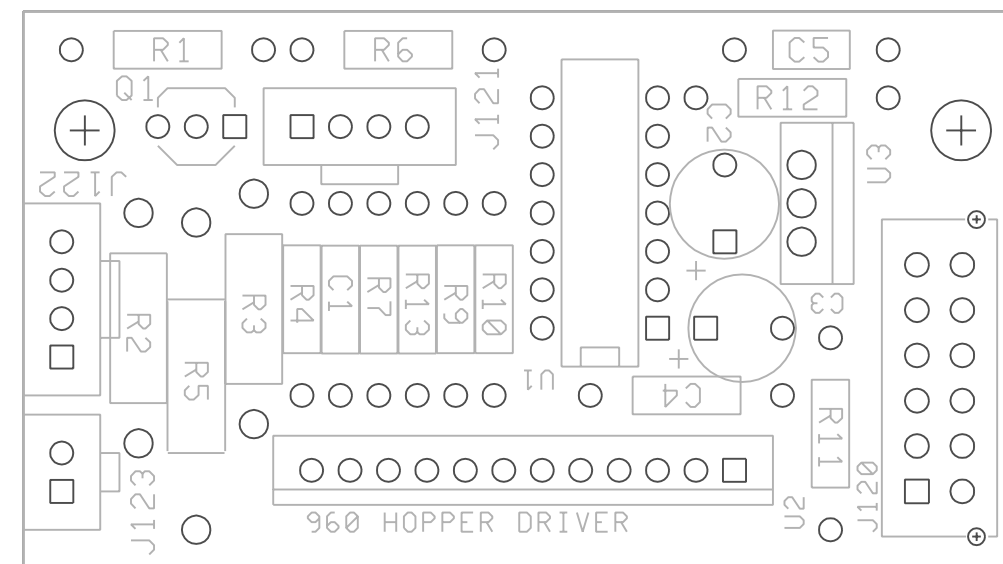 R1
R6
C5
Q1
J121
R12
C2
U3
J122
R2
R5
R3
R4
C1
R7
R13
R9
R10
+
C3
+
U1
C4
R11
J123
U2
J120
960 HOPPER DRIVER